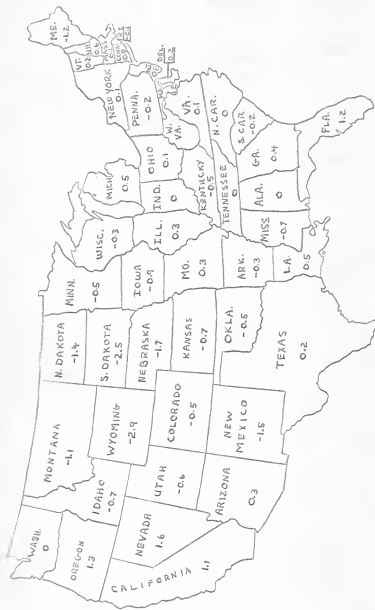 WASH.
0
OREGON
1.3
CALIFORNIA
1.1
NEVADA
1.6
IDAHO
-0.7
MONTANA
-1.1
WYOMING
-2.9
UTAH
-0.6
ARIZONA
0.3
COLORADO
-0.5
NEW
MEXICO
-1.5
N. DAKOTA
-1.4
S. DAKOTA
-2.5
NEBRASKA
-1.7
KANSAS
-0.7
OKLA.
-0.5
TEXAS
0.2
MINN.
-0.5
IOWA
-0.9
MO.
0.3
ARK.
-0.3
LA.
0.5
WISC.
-0.3
ILL.
0.3
MICH.
0.5
IND.
0
OHIO
0.1
KENTUCKY
-0.5
TENNESSEE
0
MISS.
-0.7
ALA.
0
GA.
0.4
FLA.
1.2
S. CAR
-0.2
N. CAR.
0
VA.
0.1
W.
VA.
PENNA.
-0.2
NEW YORK
0.1
VT.
0.2
N.H.
MASS
CONN
R.I.
DEL.
0.2
ME.
-1.2